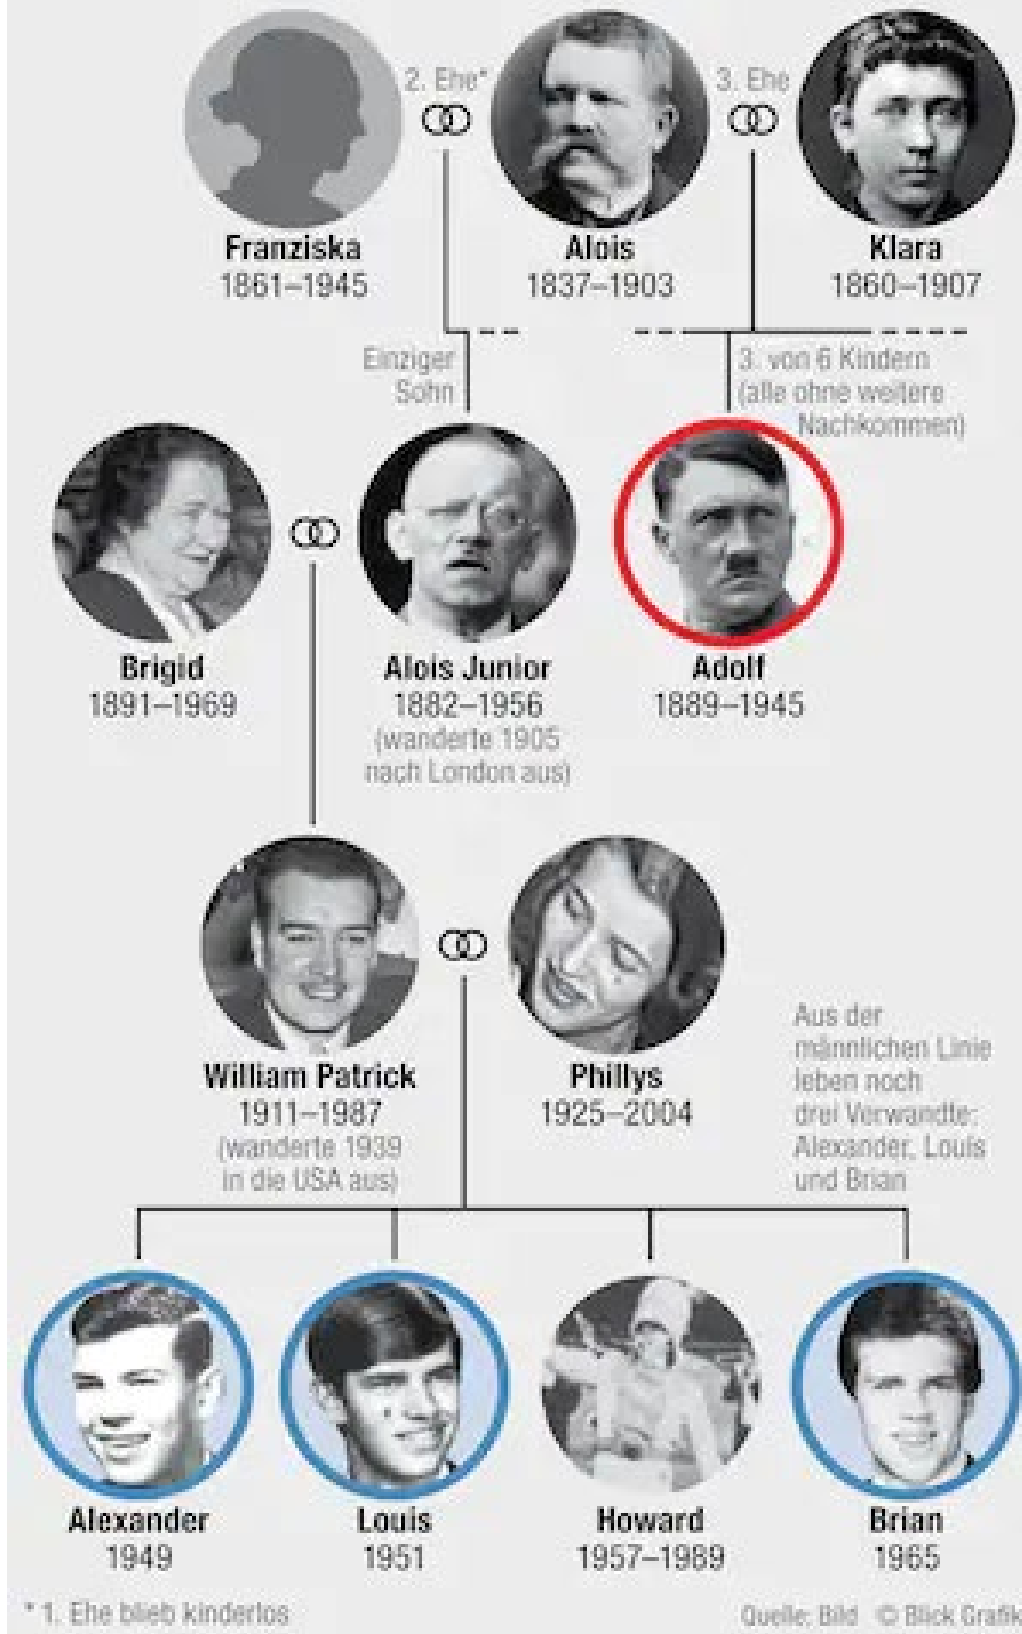 2. Ehe*
3. Ehe
Franziska
1861–1945
Alois
1837–1903
Klara
1860–1907
Einziger
Sohn
3. von 6 Kindern
(alle ohne weitere
Nachkommen)
Brigid
1891–1969
Alois Junior
1882–1956
(wanderte 1905
nach London aus)
Adolf
1889–1945
William Patrick
1911–1987
(wanderte 1939
in die USA aus)
Phillys
1925–2004
Aus der
männlichen Linie
leben noch
drei Verwandte:
Alexander, Louis
und Brian
Alexander
1949
Louis
1951
Howard
1957–1989
Brian
1965
* 1. Ehe blieb kinderlos
Quelle: Bild © Blick Grafik